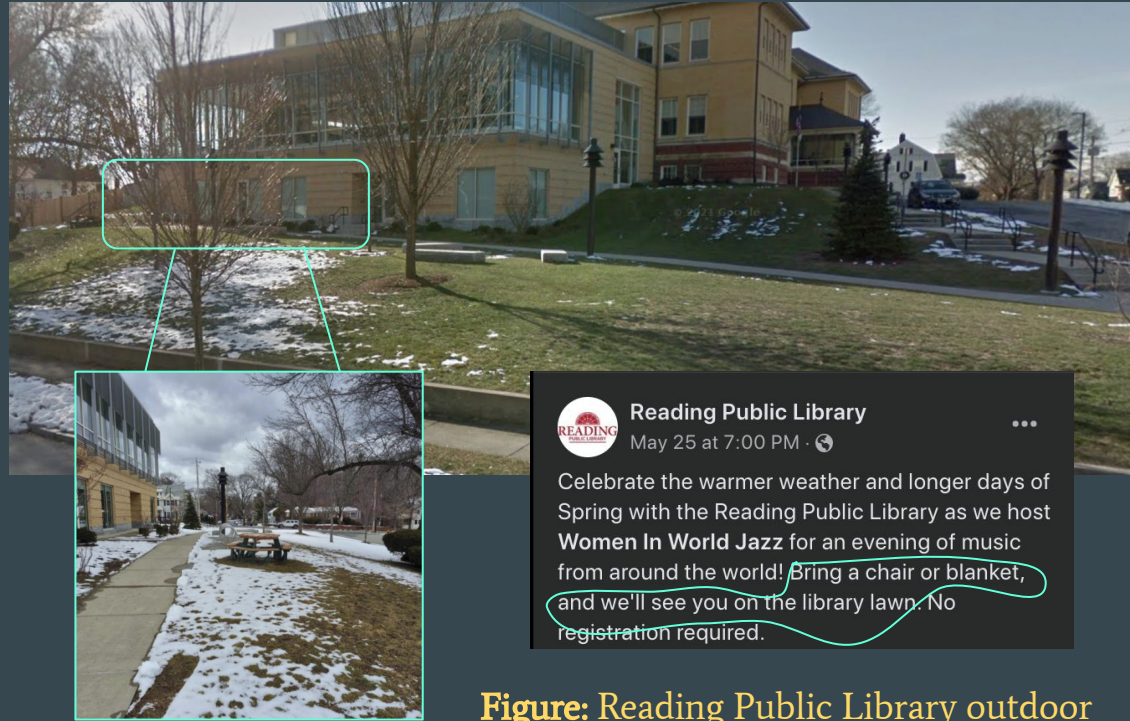 © 2021 Google
READING
PUBLIC LIBRARY
Reading Public Library
May 25 at 7:00 PM ·
Celebrate the warmer weather and longer days of
Spring with the Reading Public Library as we host
Women In World Jazz for an evening of music
from around the world! Bring a chair or blanket,
and we'll see you on the library lawn. No
registration required.
Figure: Reading Public Library outdoor